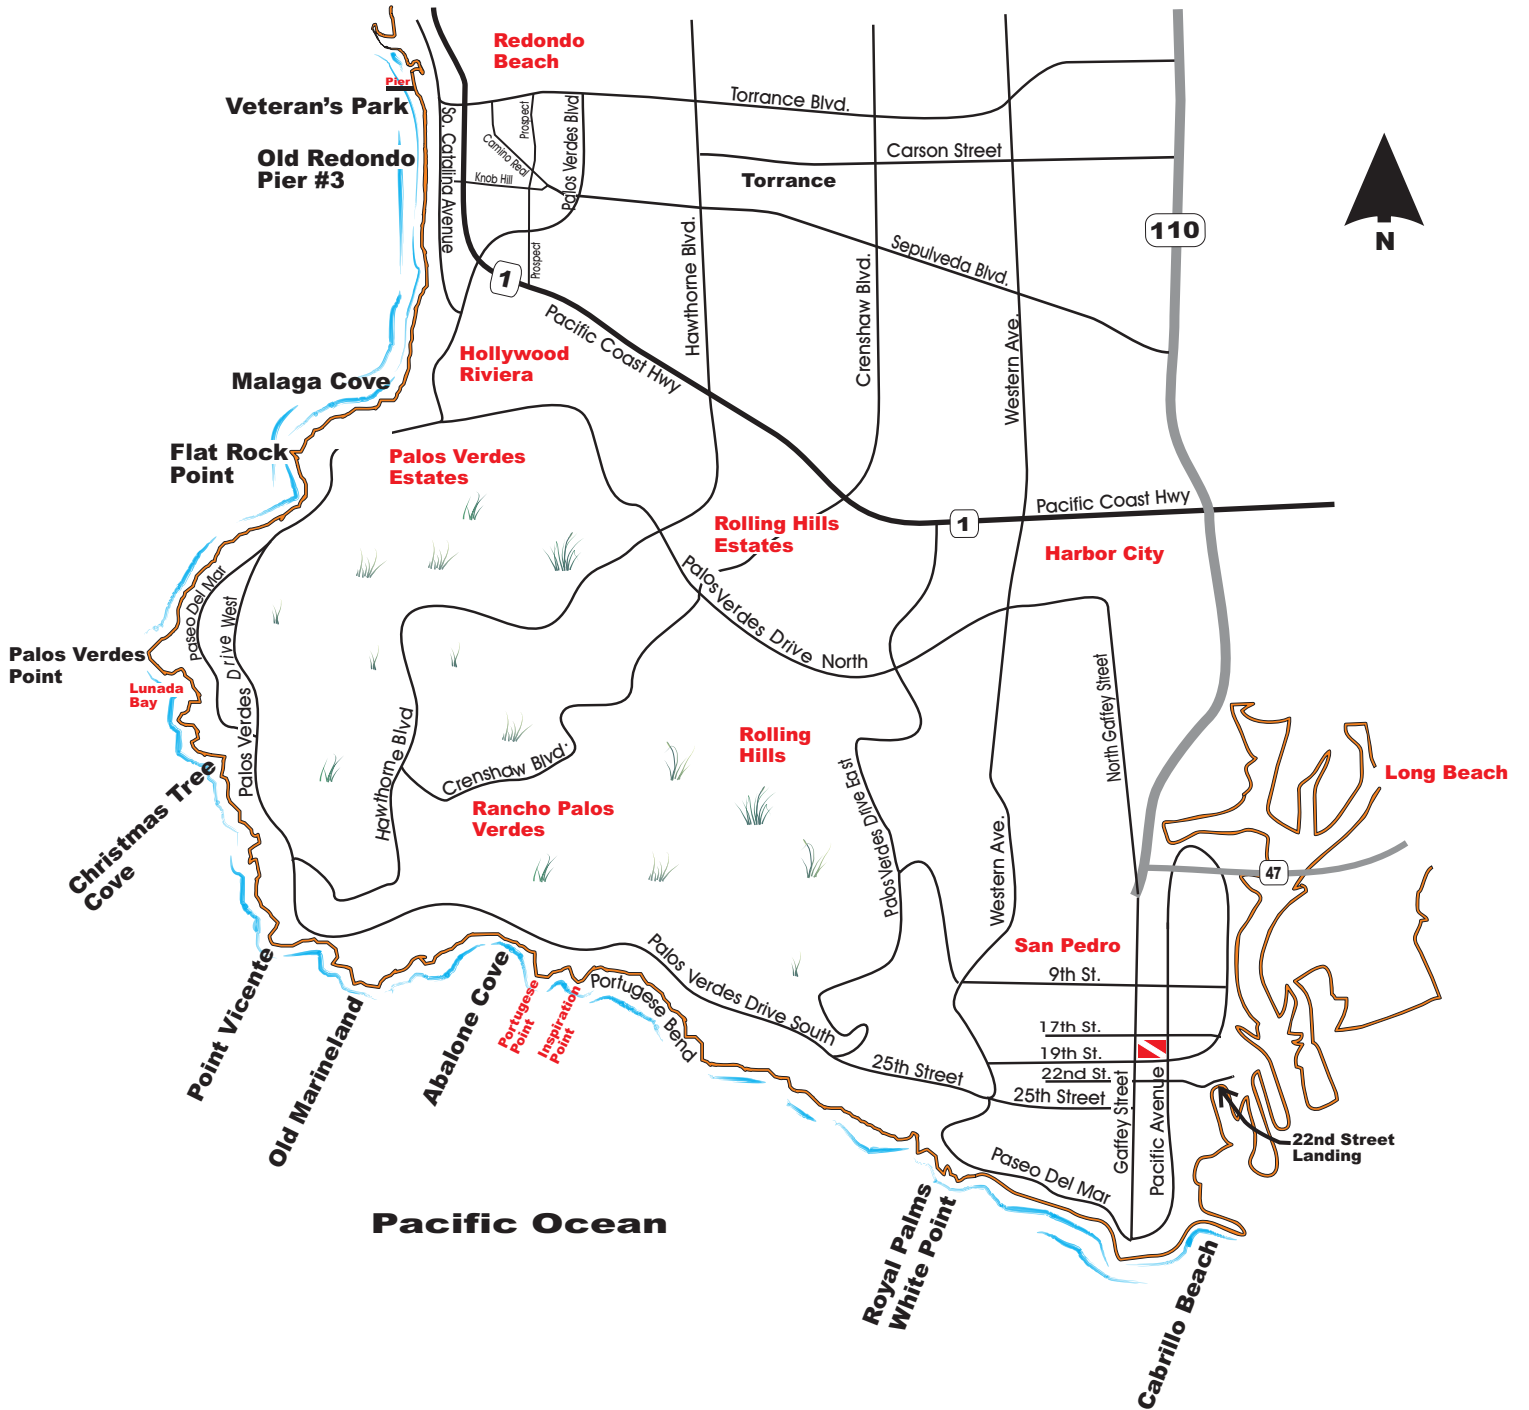 Redondo
Beach
Pier
Veteran's Park
Torrance Blvd.
Prospect
So. Catalina Avenue
Camino Real
Palos Verdes Blvd
Carson Street
Old Redondo
Pier #3
Knob Hill
Torrance
110
N
Sepulveda Blvd.
Prospect
1
Hawthorne Blvd.
Crenshaw Blvd.
Western Ave.
Pacific Coast Hwy
Hollywood
Riviera
Malaga Cove
Flat Rock
Point
Palos Verdes
Estates
Pacific Coast Hwy
1
Rolling Hills
Estates
Harbor City
Paseo Del Mar
Drive West
Palos Verdes
Palos Verdes Drive North
Palos Verdes
Point
Lunada
Bay
North Gaffey Street
Rolling
Hills
Hawthorne Blvd
Crenshaw Blvd.
Palos Verdes Drive East
Long Beach
Christmas Tree
Cove
Rancho Palos
Verdes
Western Ave.
47
San Pedro
9th St.
Point Vicente
Old Marineland
Abalone Cove
Portugese
Point
Inspiration
Point
Portugese Bend
Palos Verdes Drive South
17th St.
19th St.
22nd St.
25th Street
25th Street
Gaffey Street
Pacific Avenue
22nd Street
Landing
Paseo Del Mar
Pacific Ocean
Royal Palms
White Point
Cabrillo Beach